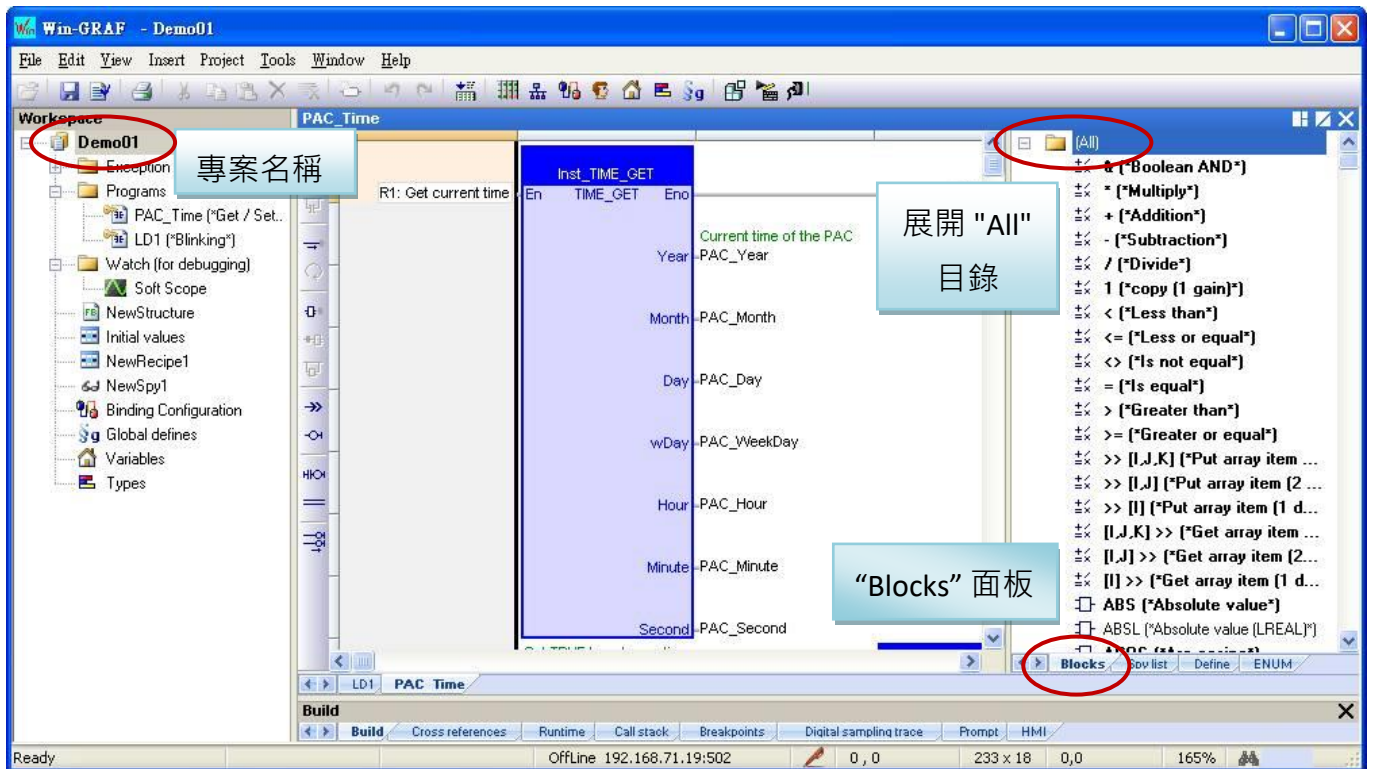 Win-GRAF - Demo01
File Edit View Insert Project Tools Window Help
Workspace
Demo01
Exception
Programs
PAC_Time (*Get / Set..
LD1 (*Blinking*)
Watch (for debugging)
Soft Scope
NewStructure
Initial values
NewRecipe1
NewSpy1
Binding Configuration
Global defines
Variables
Types
專案名稱
PAC_Time
R1: Get current time
Inst_TIME_GET
En TIME_GET Eno
Current time of the PAC
Year PAC_Year
Month PAC_Month
Day PAC_Day
wDay PAC_WeekDay
Hour PAC_Hour
Minute PAC_Minute
Second PAC_Second
展開 "All"
目錄
“Blocks” 面板
(All)
& (*Boolean AND*)
* (*Multiply*)
+ (*Addition*)
- (*Subtraction*)
/ (*Divide*)
1 (*copy (1 gain)*)
< (*Less than*)
<= (*Less or equal*)
<> (*Is not equal*)
= (*Is equal*)
> (*Greater than*)
>= (*Greater or equal*)
>> [I,J,K] (*Put array item ...
>> [I,J] (*Put array item (2 ...
>> [I] (*Put array item (1 d...
[I,J,K] >> (*Get array item ...
[I,J] >> (*Get array item (2...
[I] >> (*Get array item (1 d...
ABS (*Absolute value*)
ABSL (*Absolute value (LREAL)*)
Blocks Spy list Define ENUM
LD1 PAC_Time
Build
Build Cross references Runtime Call stack Breakpoints Digital sampling trace Prompt HMI
Ready OffLine 192.168.71.19:502 0 , 0 233 x 18 0,0 165%